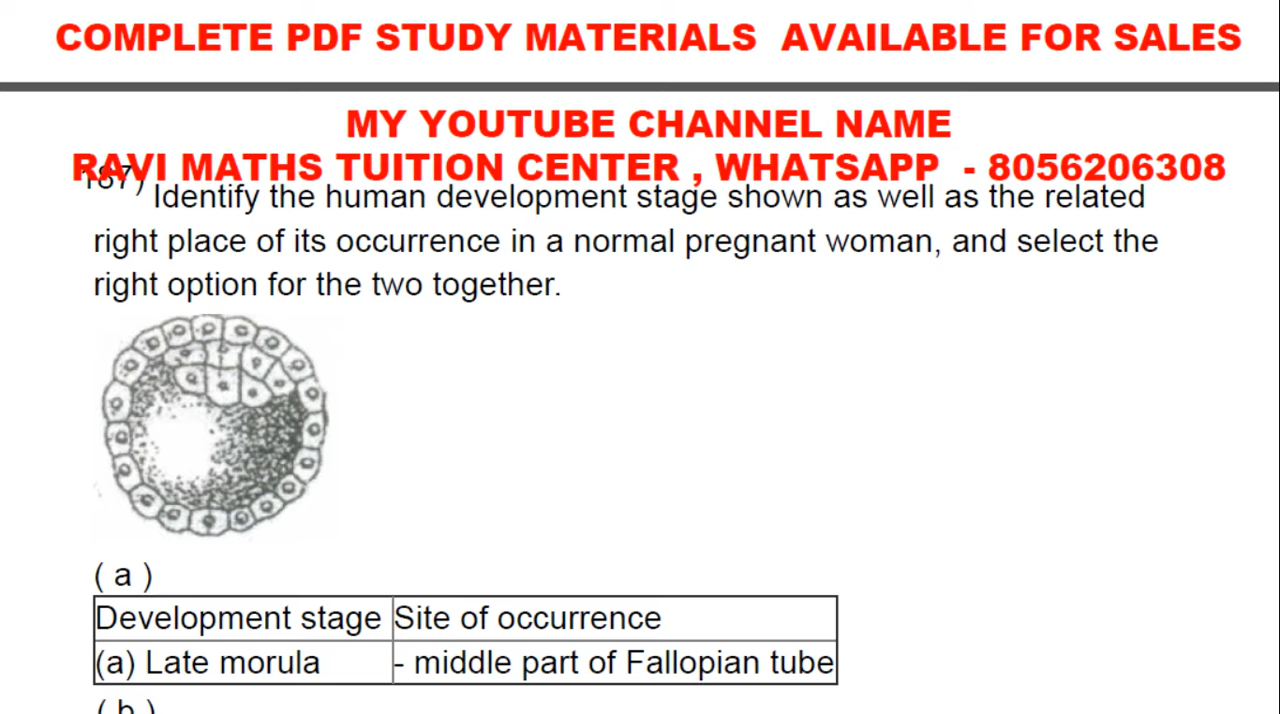 COMPLETE PDF STUDY MATERIALS AVAILABLE FOR SALES
MY YOUTUBE CHANNEL NAME
RAVI MATHS TUITION CENTER , WHATSAPP - 8056206308
187) Identify the human development stage shown as well as the related
right place of its occurrence in a normal pregnant woman, and select the
right option for the two together.
( a )
Development stage Site of occurrence
(a) Late morula - middle part of Fallopian tube
( b )